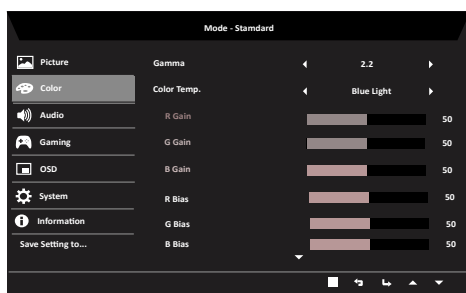 Mode - Stamdard
Picture
Gamma 2.2
Color
Color Temp. Blue Light
Audio
R Gain 50
Gaming
G Gain 50
OSD
B Gain 50
System
R Bias 50
Information
G Bias 50
Save Setting to...
B Bias 50